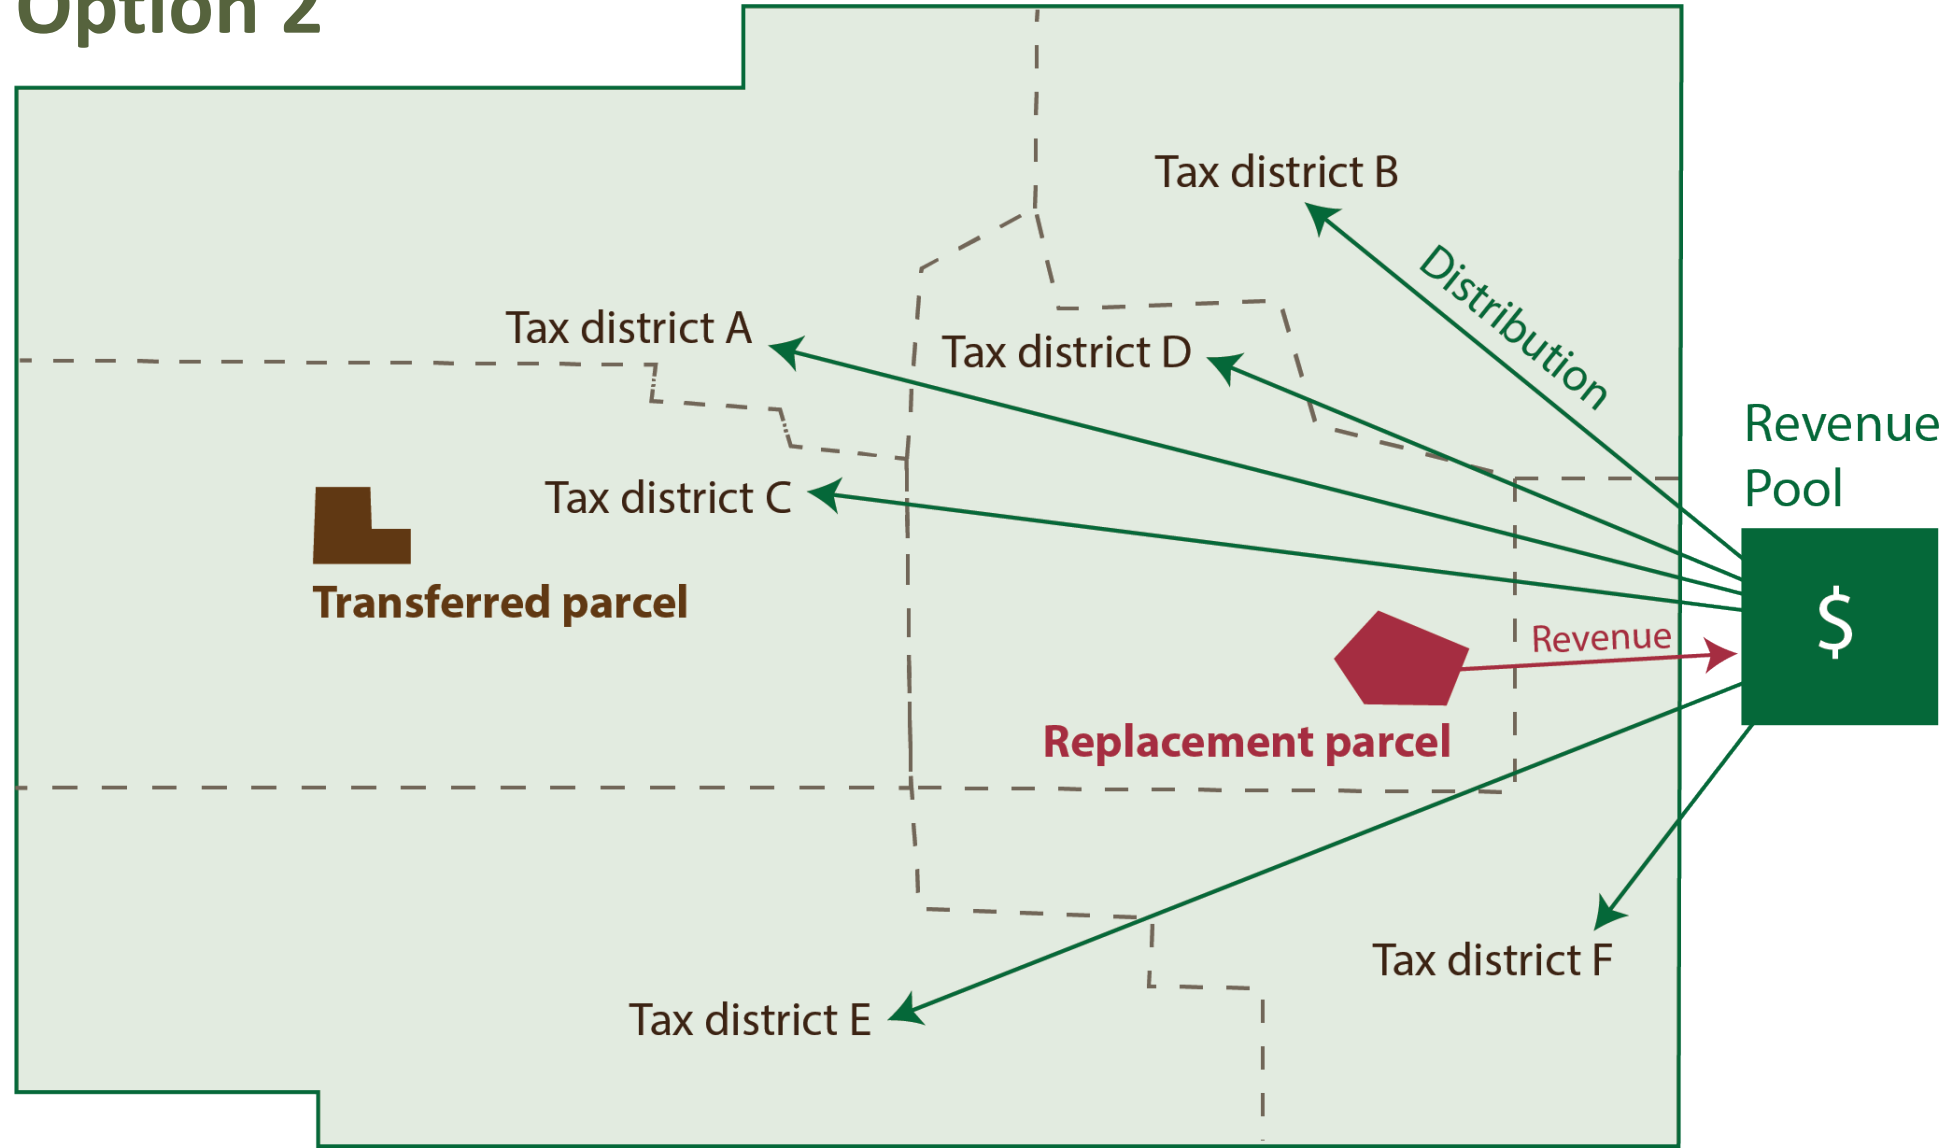 Option 2
Tax district B
Distribution
Tax district A
Tax district D
Revenue
Pool
Tax district C
$
Transferred parcel
Revenue
Replacement parcel
Tax district F
Tax district E